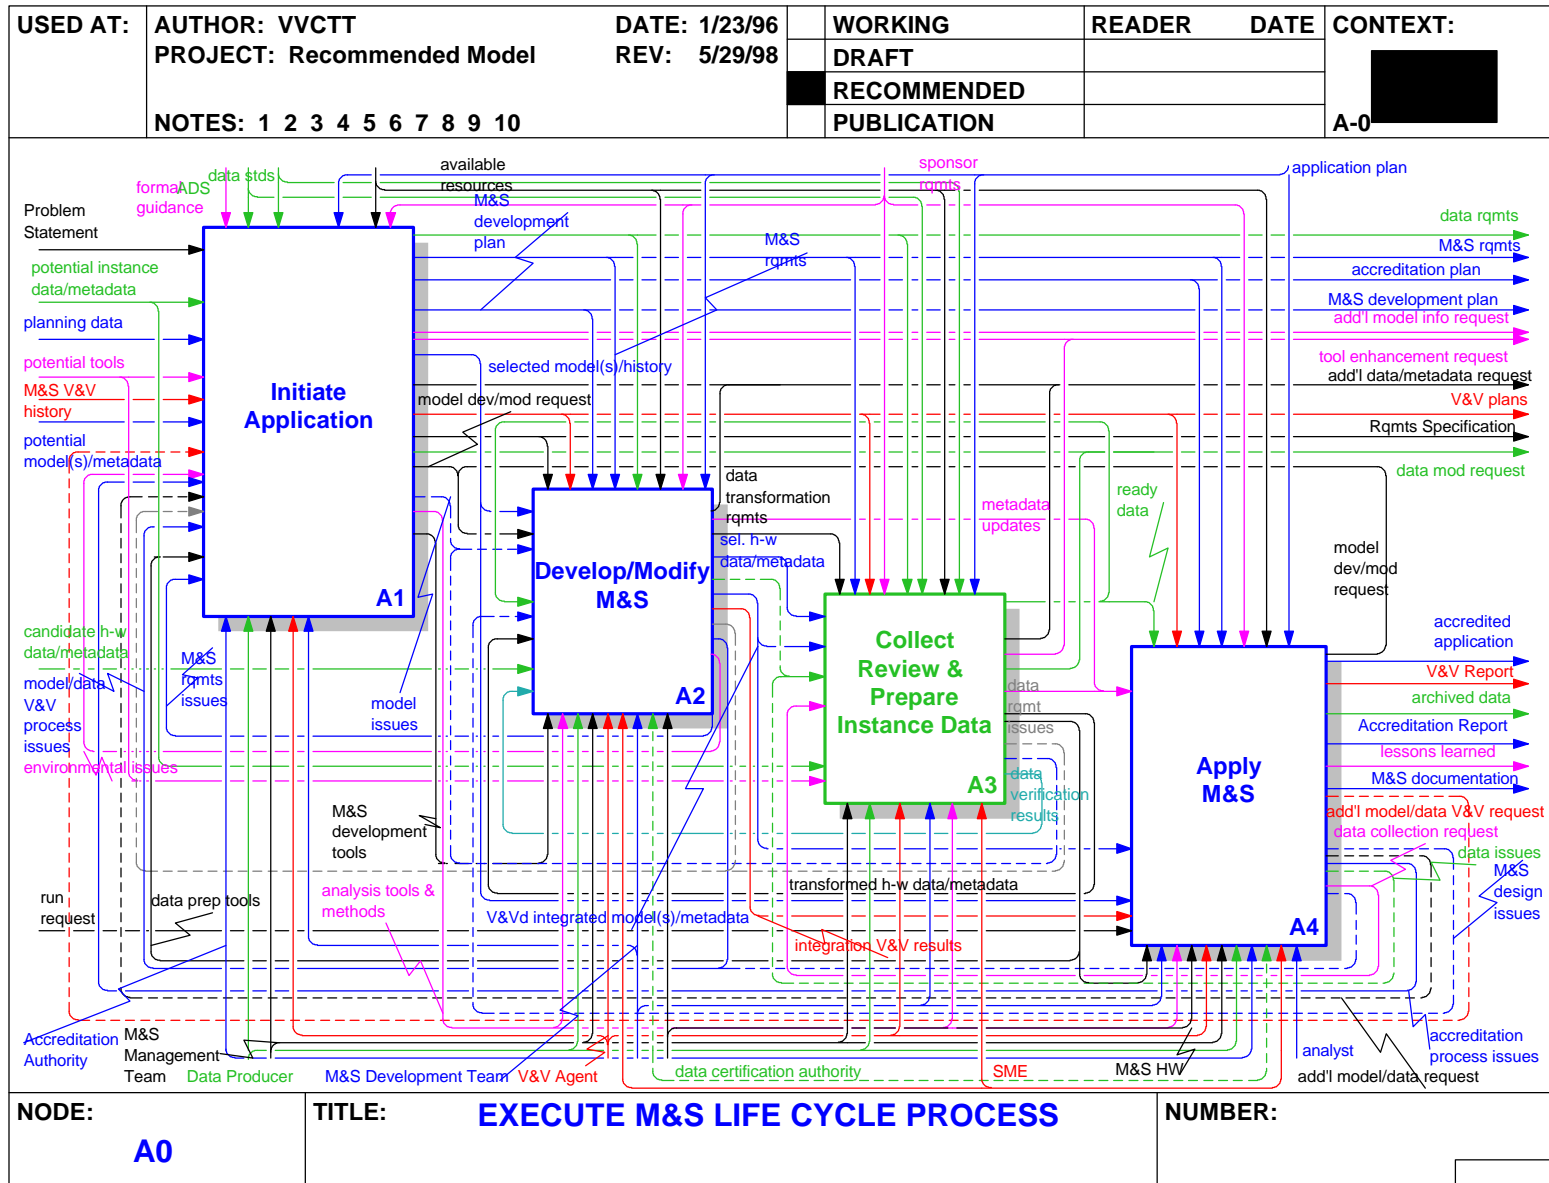 USED AT:
AUTHOR: VVCTT
DATE: 1/23/96
PROJECT: Recommended Model
REV: 5/29/98
NOTES: 1 2 3 4 5 6 7 8 9 10
WORKING
DRAFT
RECOMMENDED
PUBLICATION
READER DATE
CONTEXT:
A-0
formal
guidance
ADS
data stds
available
resources
sponsor
rqmts
application plan
Problem
Statement
potential instance
data/metadata
planning data
potential tools
M&S V&V
history
potential
model(s)/metadata
M&S
development
plan
M&S
rqmts
data rqmts
M&S rqmts
accreditation plan
M&S development plan
add'l model info request
tool enhancement request
add'l data/metadata request
V&V plans
Rqmts Specification
data mod request
Initiate
Application
A1
selected model(s)/history
model dev/mod request
data
transformation
rqmts
sel. h-w
data/metadata
metadata
updates
ready
data
model
dev/mod
request
Develop/Modify
M&S
A2
Collect
Review &
Prepare
Instance Data
A3
Apply
M&S
A4
candidate h-w
data/metadata
model/data
V&V
process
issues
environmental issues
M&S
rqmts
issues
model
issues
data
rqmt
issues
data
verification
results
accredited
application
V&V Report
archived data
Accreditation Report
lessons learned
M&S documentation
add'l model/data V&V request
data collection request
data issues
M&S
design
issues
M&S
development
tools
run
request
data prep tools
analysis tools &
methods
transformed h-w data/metadata
V&Vd integrated model(s)/metadata
integration V&V results
Accreditation
Authority
M&S
Management
Team
Data Producer
M&S Development Team
V&V Agent
data certification authority
SME
M&S HW
analyst
add'l model/data request
accreditation
process issues
NODE:
A0
TITLE:
EXECUTE M&S LIFE CYCLE PROCESS
NUMBER: